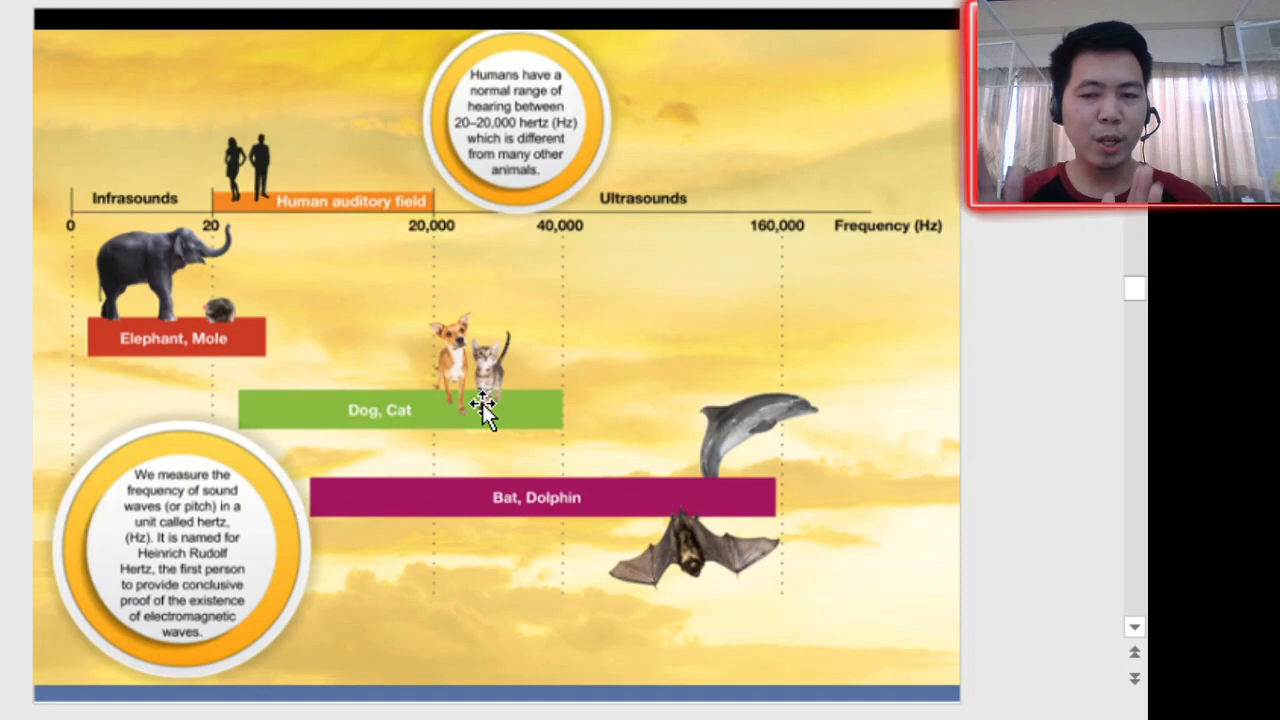 Humans have a
normal range of
hearing between
20–20,000 hertz (Hz)
which is different
from many other
animals.
Infrasounds
Human auditory field
Ultrasounds
0 20 20,000 40,000 160,000 Frequency (Hz)
Elephant, Mole
Dog, Cat
Bat, Dolphin
We measure the
frequency of sound
waves (or pitch) in a
unit called hertz,
(Hz). It is named for
Heinrich Rudolf
Hertz, the first person
to provide conclusive
proof of the existence
of electromagnetic
waves.